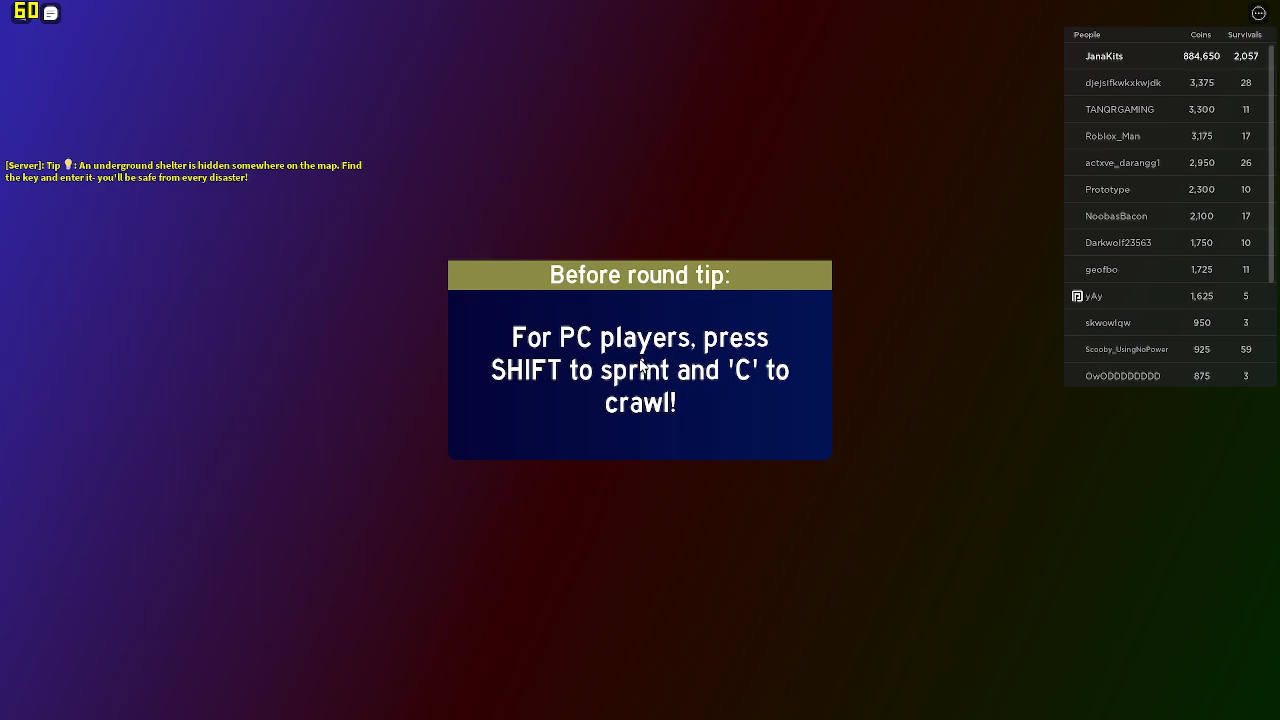 60
People Coins Survivals
JanaKits 884,650 2,057
djejsifkwkxkwjdk 3,375 28
TANQRGAMING 3,300 11
Roblox_Man 3,175 17
actxve_darangg1 2,950 26
Prototype 2,300 10
NoobasBacon 2,100 17
Darkwolf23563 1,750 10
geofbo 1,725 11
yAy 1,625 5
skwowlqw 950 3
Scooby_UsingNoPower 925 59
OwODDDDDDDD 875 3
[Server]: Tip 💡: An underground shelter is hidden somewhere on the map. Find
the key and enter it- you'll be safe from every disaster!
Before round tip:
For PC players, press
SHIFT to sprint and 'C' to
crawl!